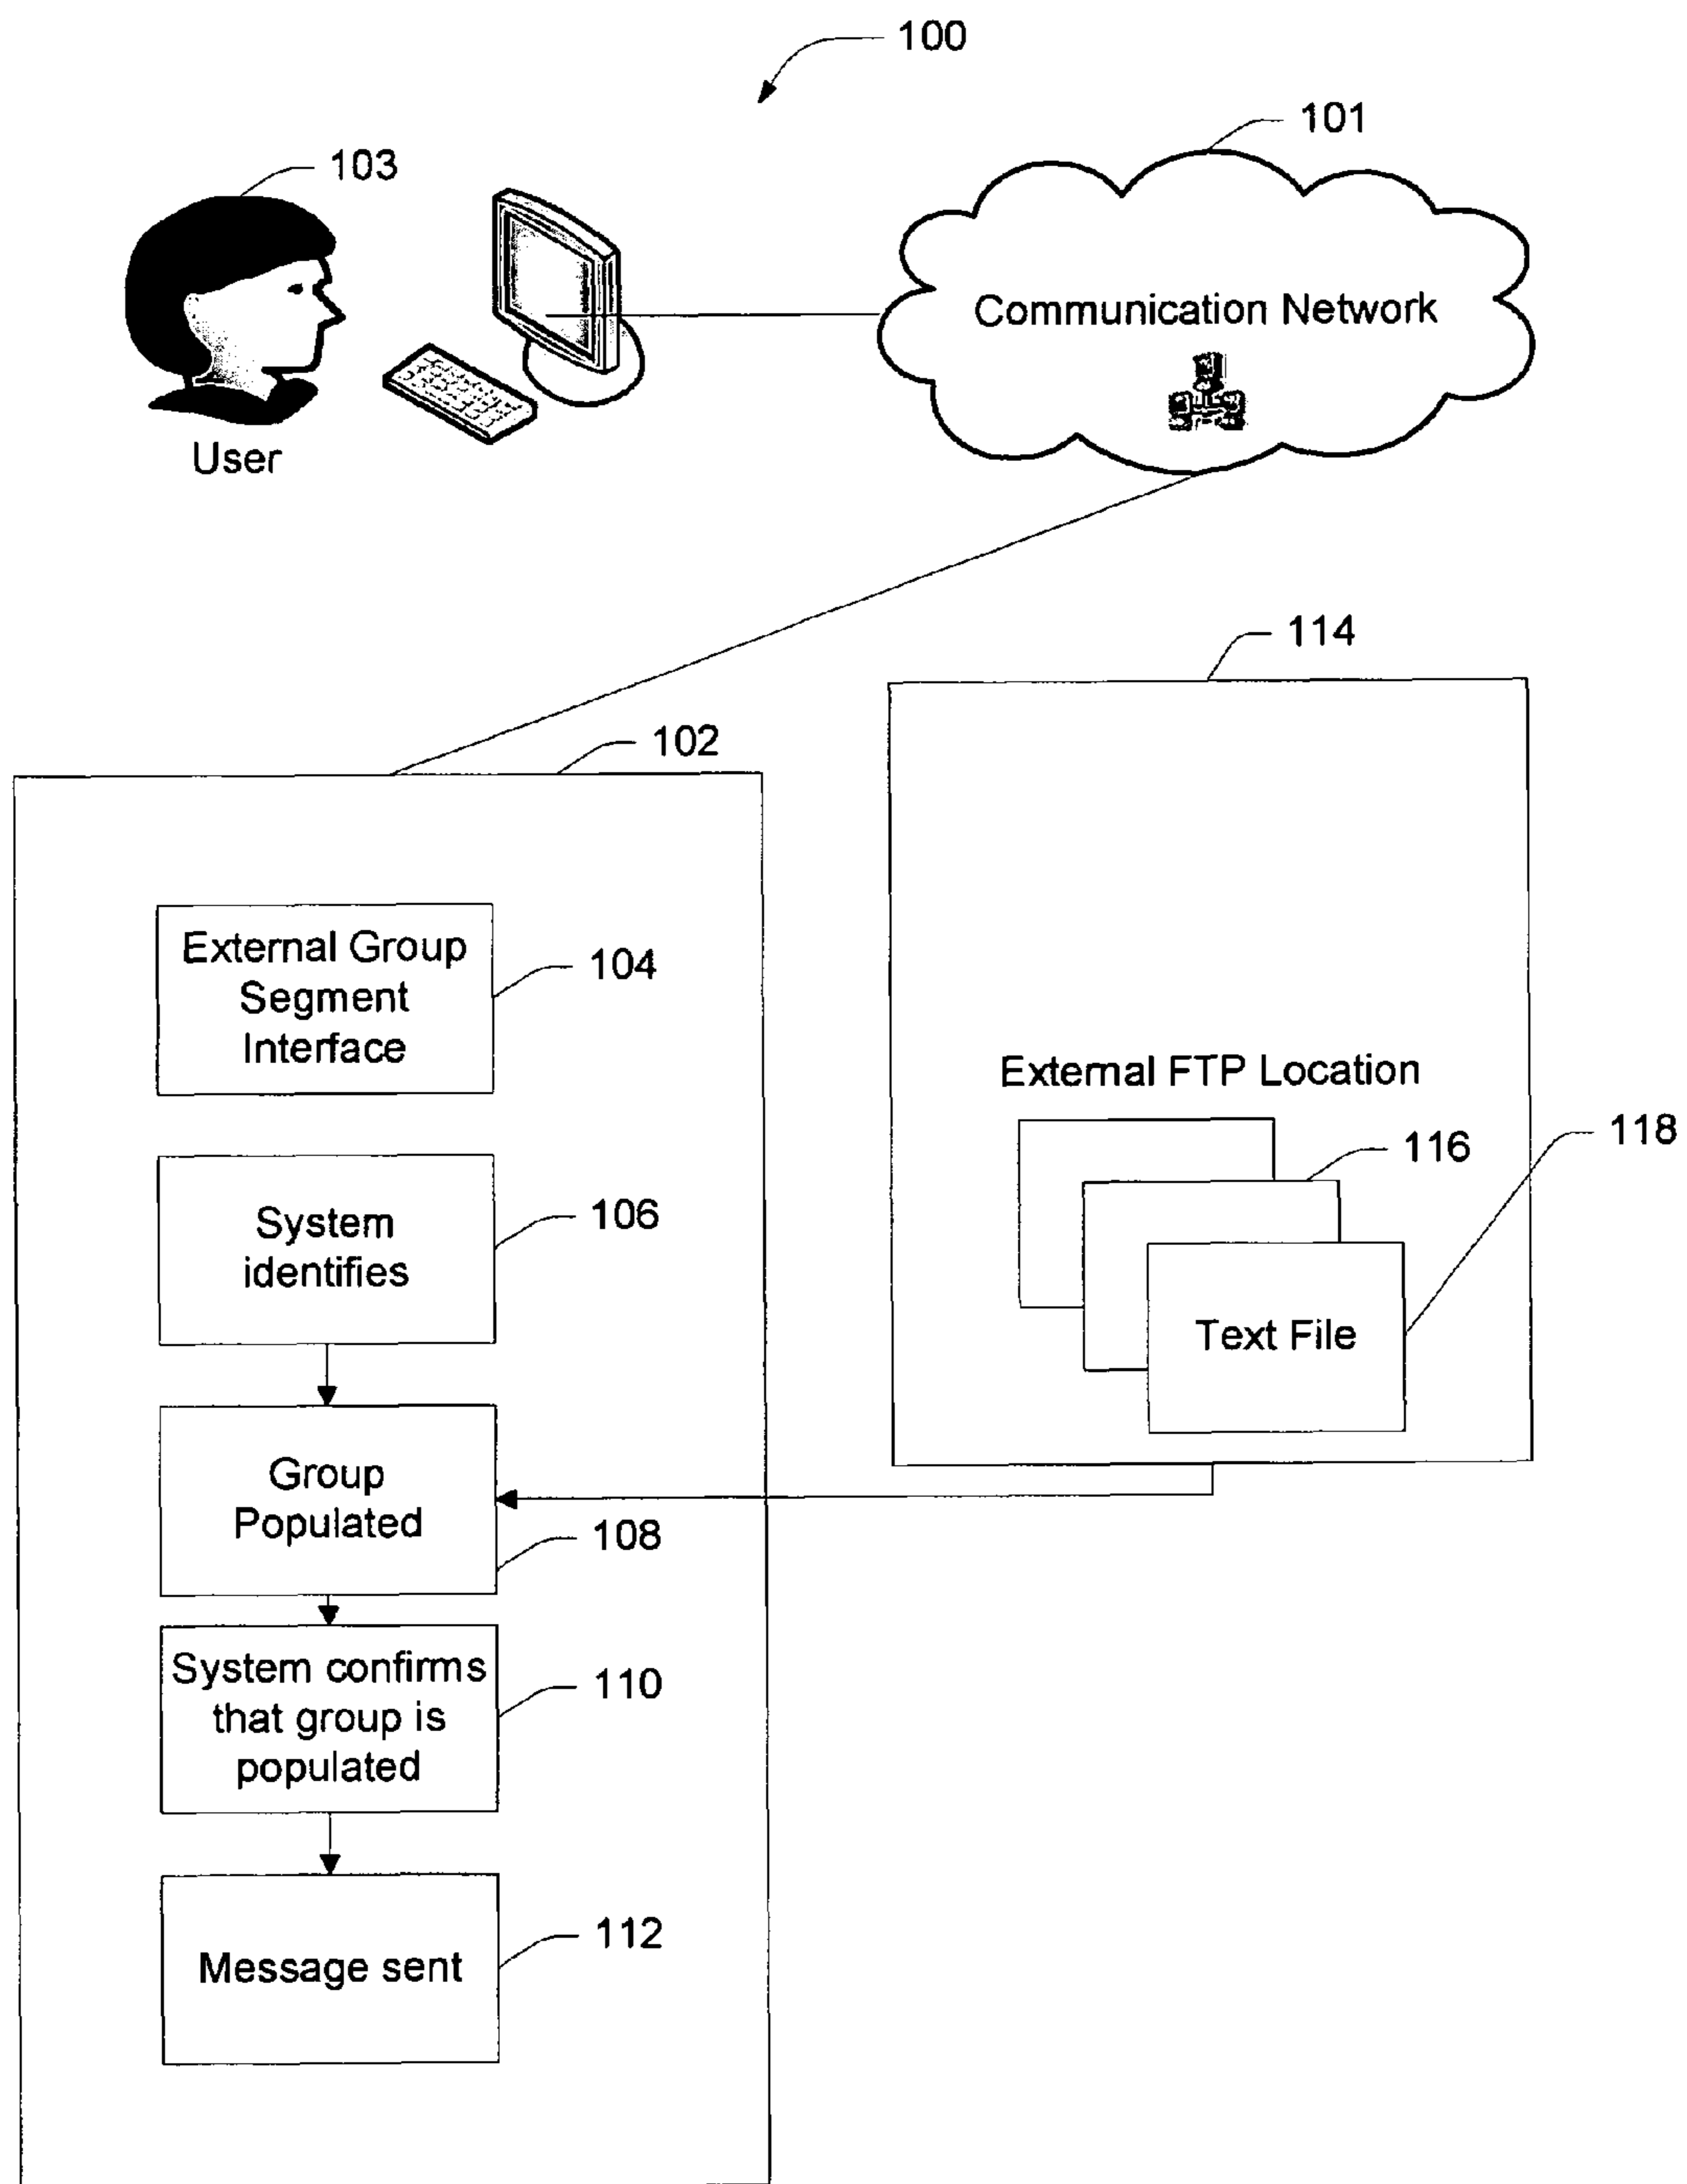 100
101
103
Communication Network
User
114
102
External Group
Segment
Interface
104
External FTP Location
118
116
System
identifies
106
Text File
Group
Populated
108
System confirms
that group is
populated
110
Message sent
112